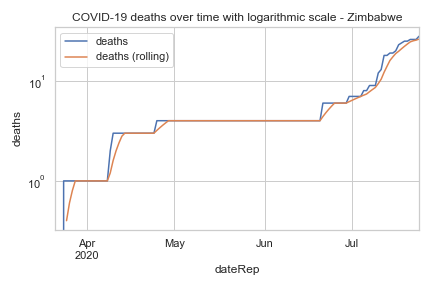 COVID-19 deaths over time with logarithmic scale - Zimbabwe
deaths
deaths (rolling)
10¹
10⁰
deaths
Apr
2020
May
Jun
Jul
dateRep